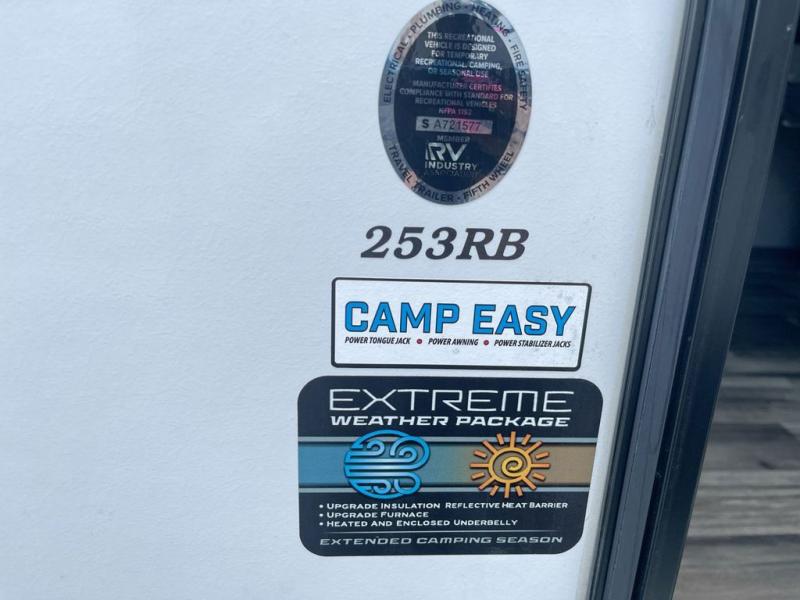 ELECTRICAL • PLUMBING • HEATING • FIRE SAFETY
THIS RECREATIONAL
VEHICLE IS DESIGNED
FOR TEMPORARY
RECREATIONAL, CAMPING,
OR SEASONAL USE
MANUFACTURER CERTIFIES
COMPLIANCE WITH STANDARD FOR
RECREATIONAL VEHICLES
NFPA 1192
S A721577
MEMBER
RV
INDUSTRY
ASSOCIATION
TRAVEL TRAILER • FIFTH WHEEL
253RB
CAMP EASY
POWER TONGUE JACK • POWER AWNING • POWER STABILIZER JACKS
EXTREME
WEATHER PACKAGE
• UPGRADE INSULATION REFLECTIVE HEAT BARRIER
• UPGRADE FURNACE
• HEATED AND ENCLOSED UNDERBELLY
EXTENDED CAMPING SEASON